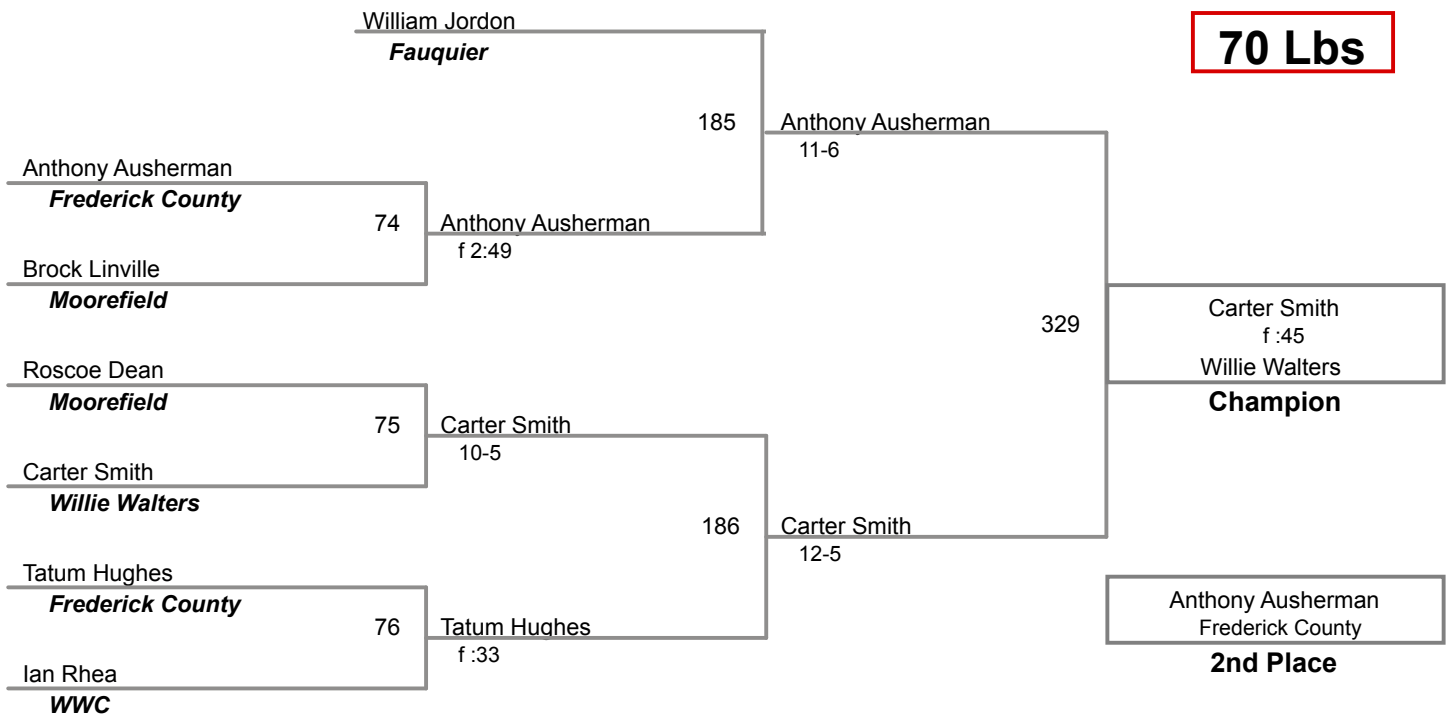 William Jordon
Fauquier
70 Lbs
185
Anthony Ausherman
11-6
Anthony Ausherman
Frederick County
74
Anthony Ausherman
f 2:49
Brock Linville
Moorefield
329
Carter Smith
f :45
Willie Walters
Champion
Roscoe Dean
Moorefield
75
Carter Smith
10-5
Carter Smith
Willie Walters
186
Carter Smith
12-5
Tatum Hughes
Frederick County
76
Tatum Hughes
f :33
Ian Rhea
WWC
Anthony Ausherman
Frederick County
2nd Place